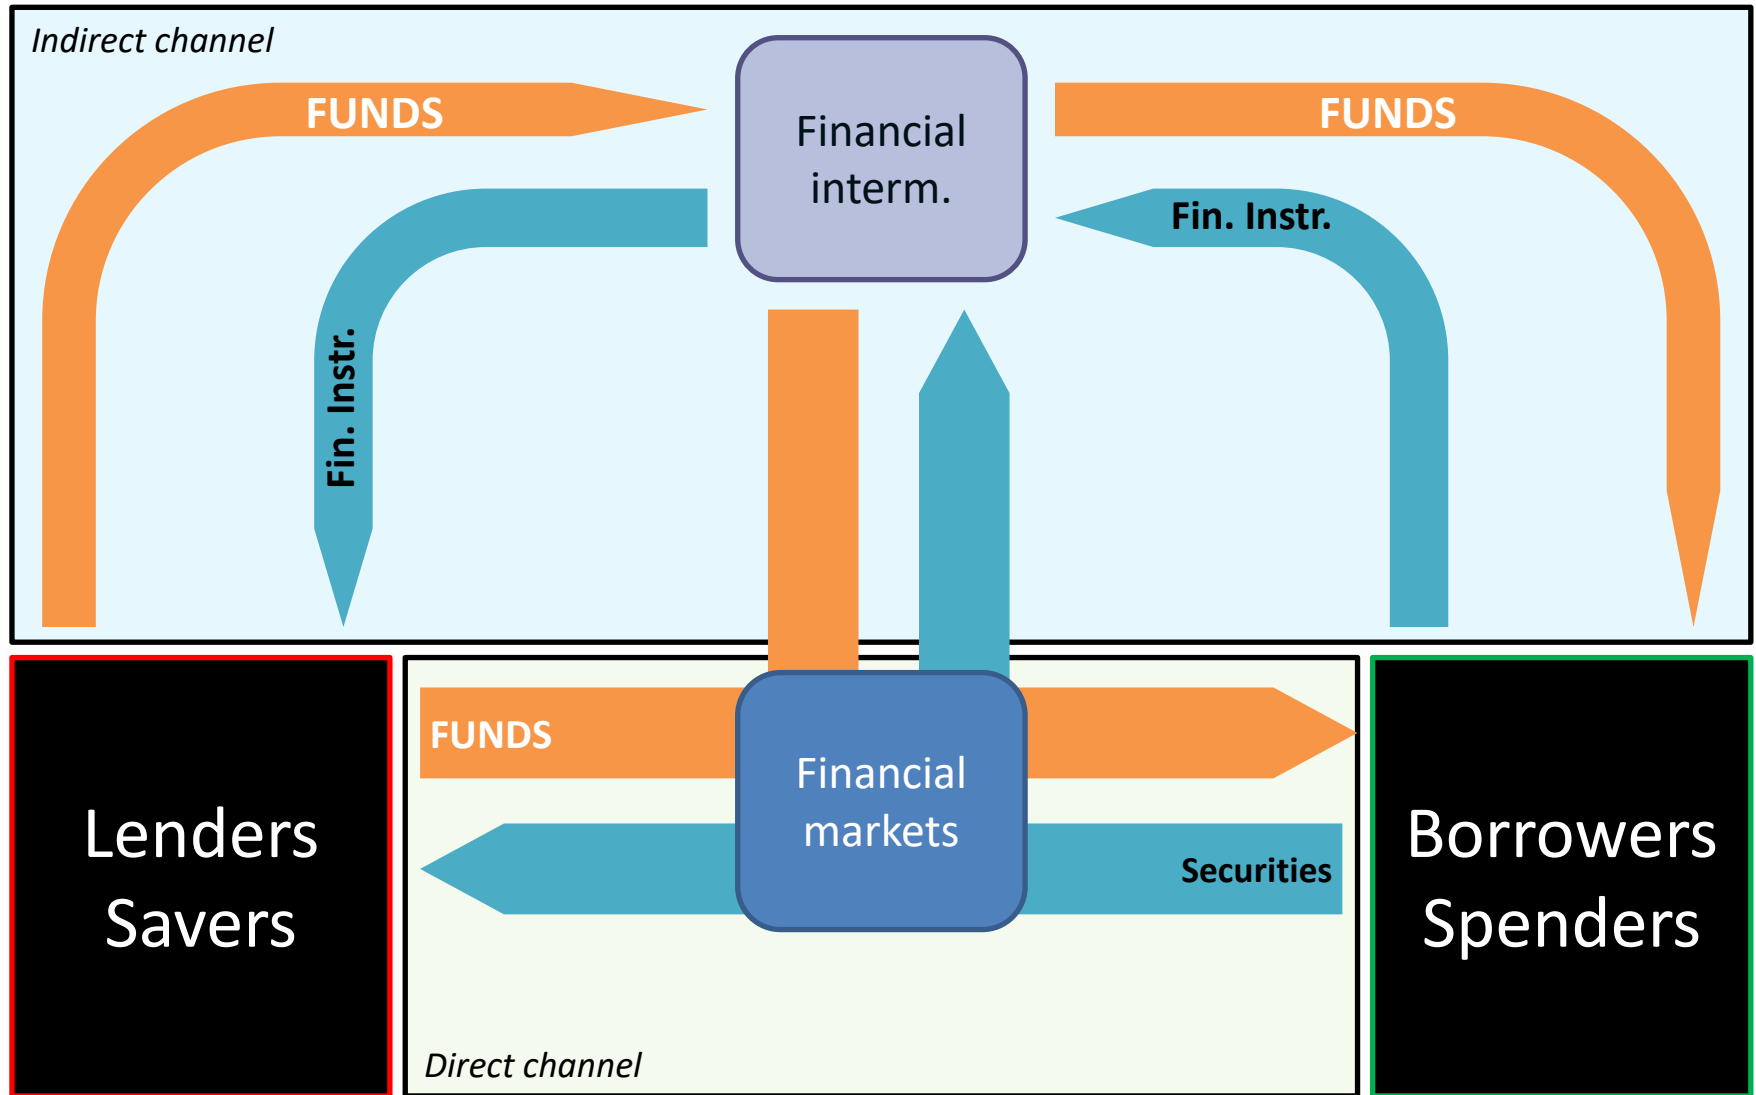 Indirect channel
FUNDS
Financial
interm.
FUNDS
Fin. Instr.
Fin. Instr.
FUNDS
Financial
markets
Securities
Lenders
Savers
Borrowers
Spenders
Direct channel